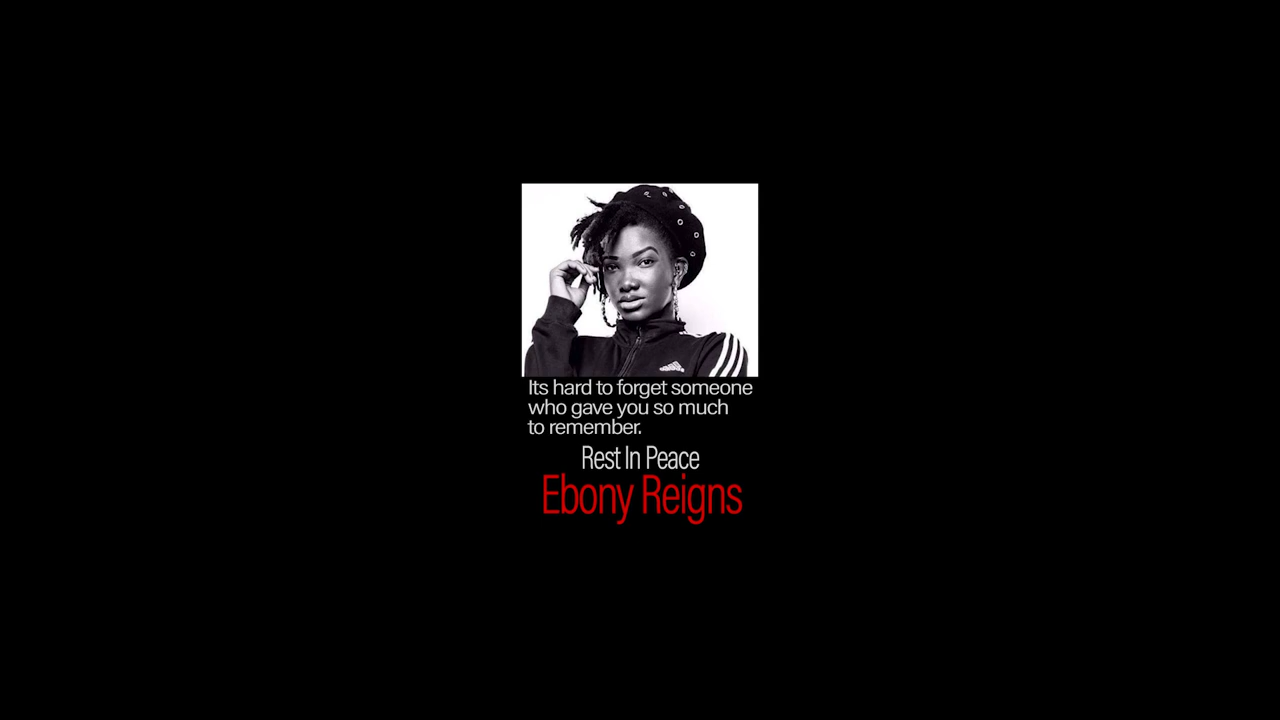 Its hard to forget someone
who gave you so much
to remember.
Rest In Peace
Ebony Reigns